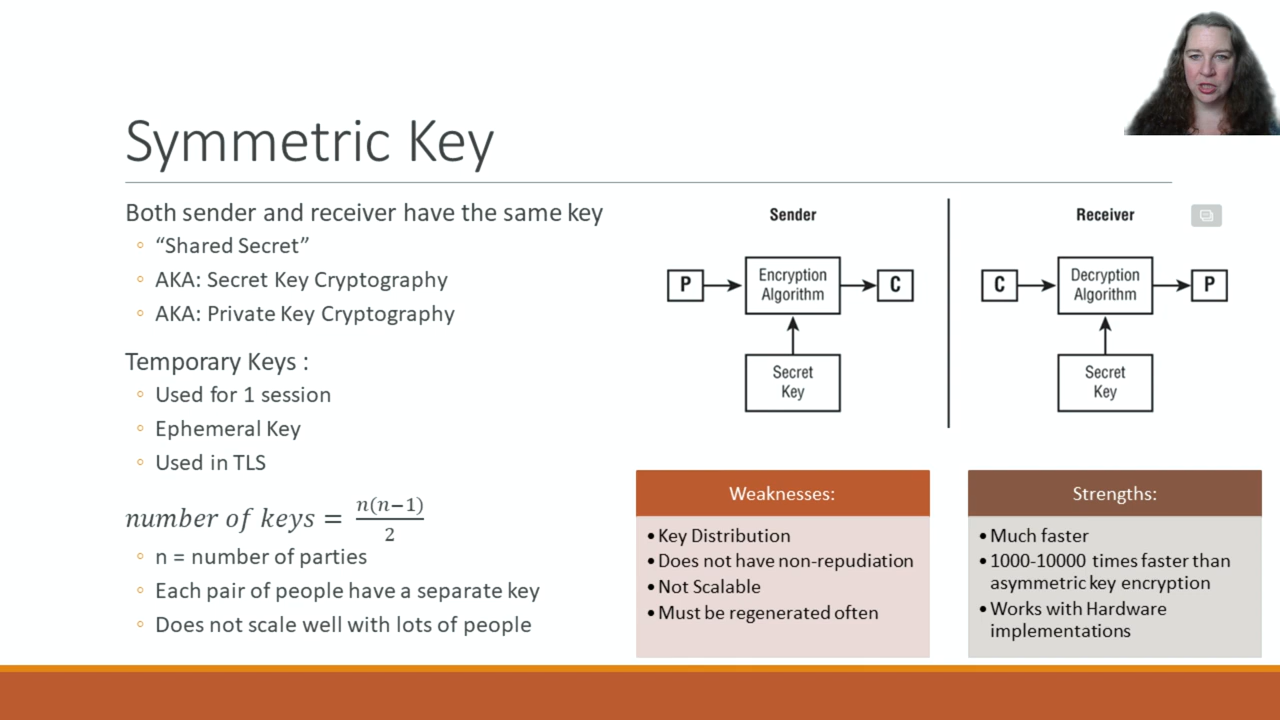 Symmetric Key
Both sender and receiver have the same key
“Shared Secret”
AKA: Secret Key Cryptography
AKA: Private Key Cryptography
Temporary Keys :
Used for 1 session
Ephemeral Key
Used in TLS
number of keys = n(n−1)/2
n = number of parties
Each pair of people have a separate key
Does not scale well with lots of people
Sender
P
Encryption
Algorithm
C
Secret
Key
Receiver
C
Decryption
Algorithm
P
Secret
Key
Weaknesses:
• Key Distribution
• Does not have non-repudiation
• Not Scalable
• Must be regenerated often
Strengths:
• Much faster
• 1000-10000 times faster than
asymmetric key encryption
• Works with Hardware
implementations